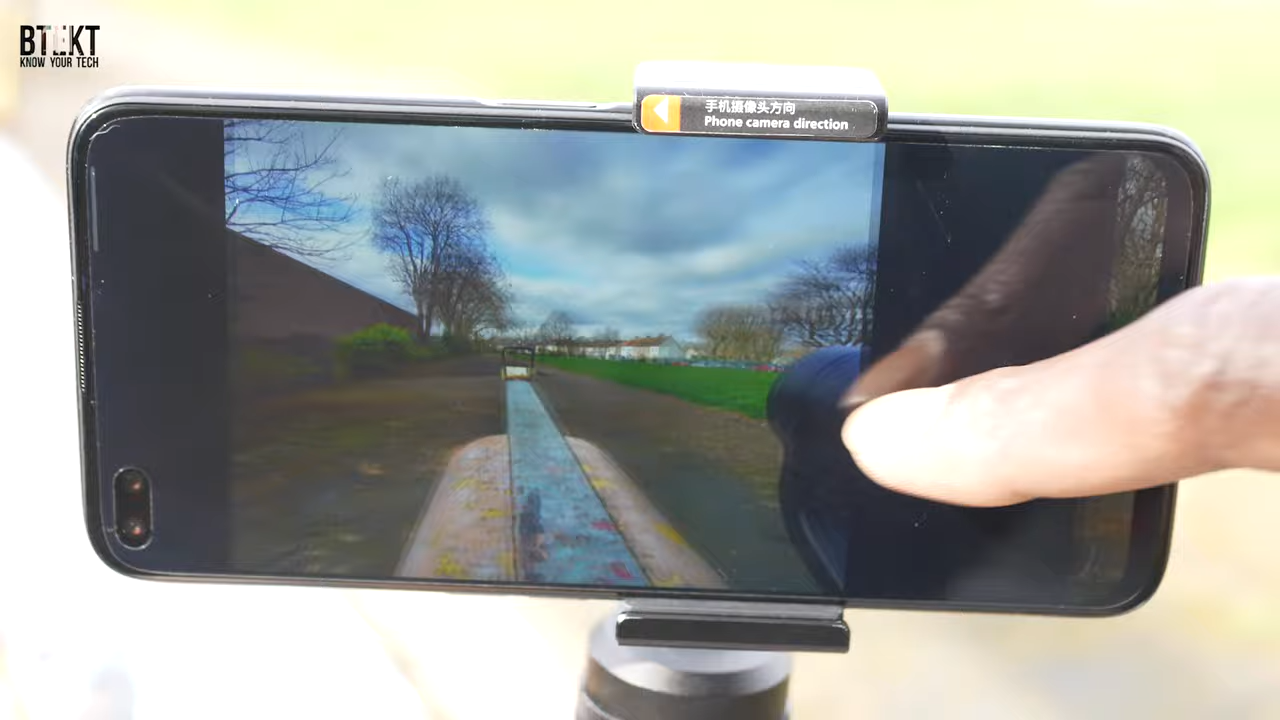 BTEKT
KNOW YOUR TECH
手机摄像头方向
Phone camera direction